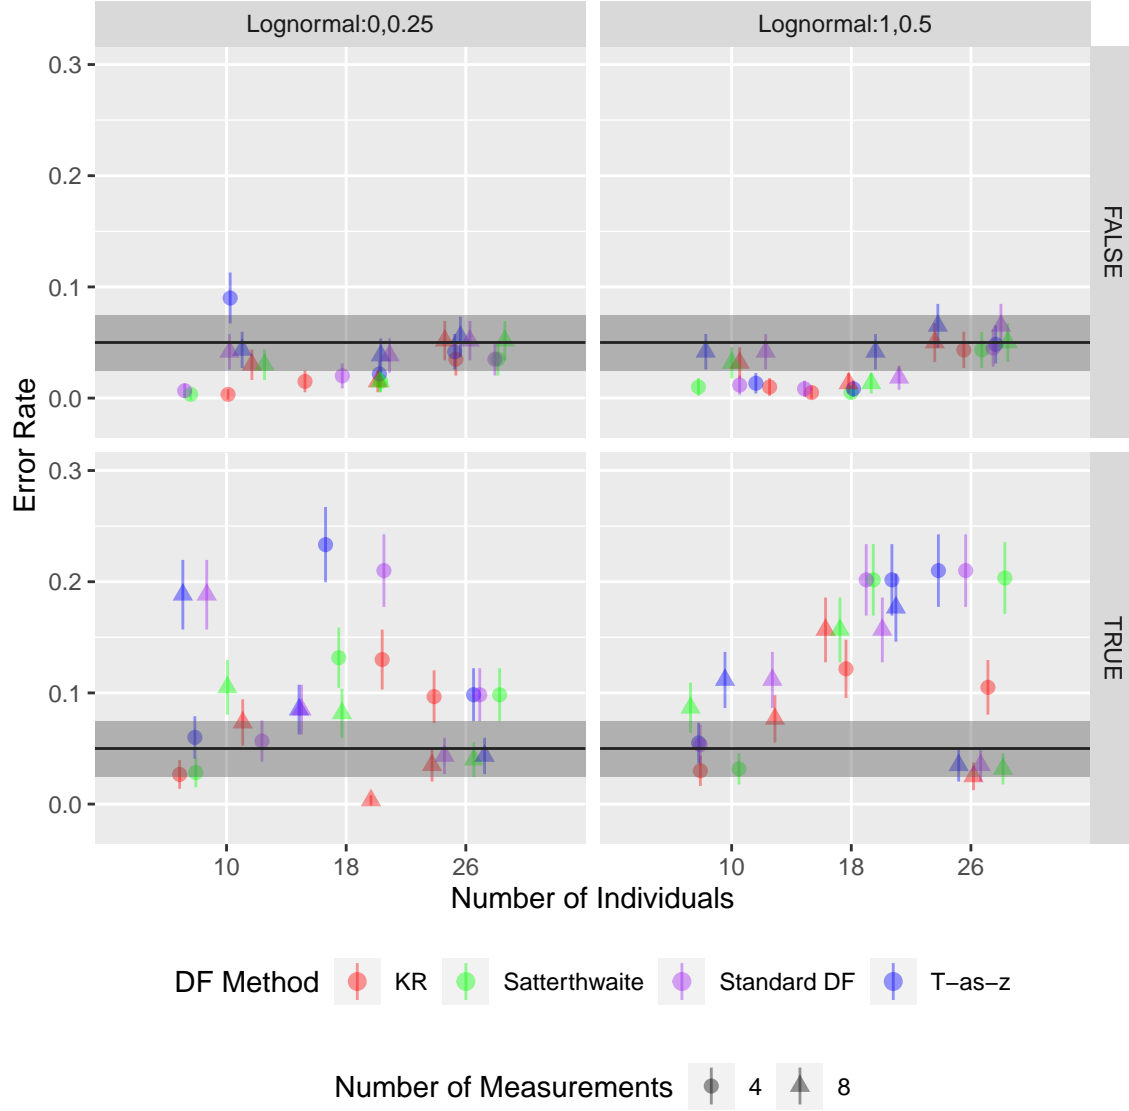 Lognormal:0,0.25 Lognormal:1,0.5
0.3
0.2
0.1
0.0
FALSE
Error Rate
0.3
0.2
0.1
0.0
TRUE
10 18 26 10 18 26
Number of Individuals
DF Method KR Satterthwaite Standard DF T−as−z
Number of Measurements 4 8